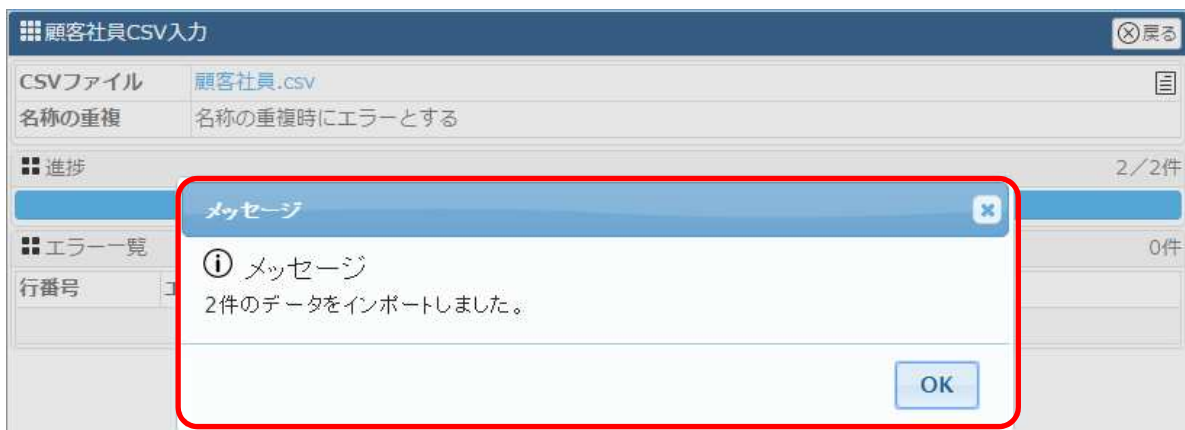 顧客社員CSV入力
戻る
CSVファイル 顧客社員.csv
名称の重複 名称の重複時にエラーとする
進捗 2／2件
メッセージ
エラー一覧 0件
メッセージ
行番号
2件のデータをインポートしました。
OK